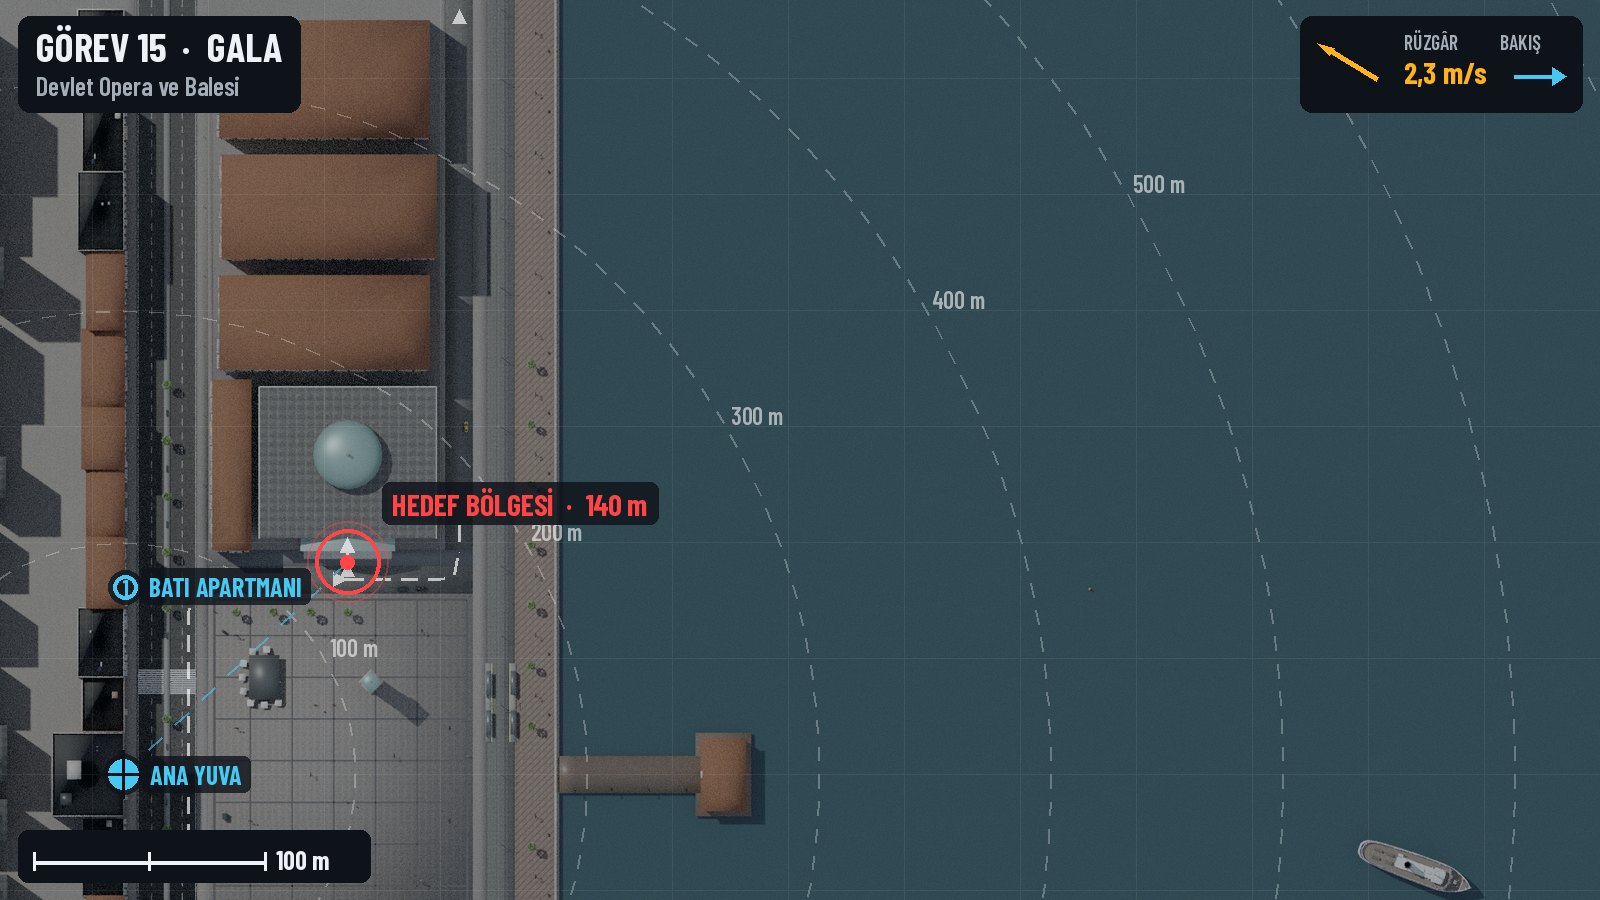 GÖREV 15 · GALA
Devlet Opera ve Balesi
RÜZGÂR
BAKIŞ
2,3 m/s
500 m
400 m
300 m
HEDEF BÖLGESİ · 140 m
200 m
1 BATI APARTMANI
100 m
ANA YUVA
100 m